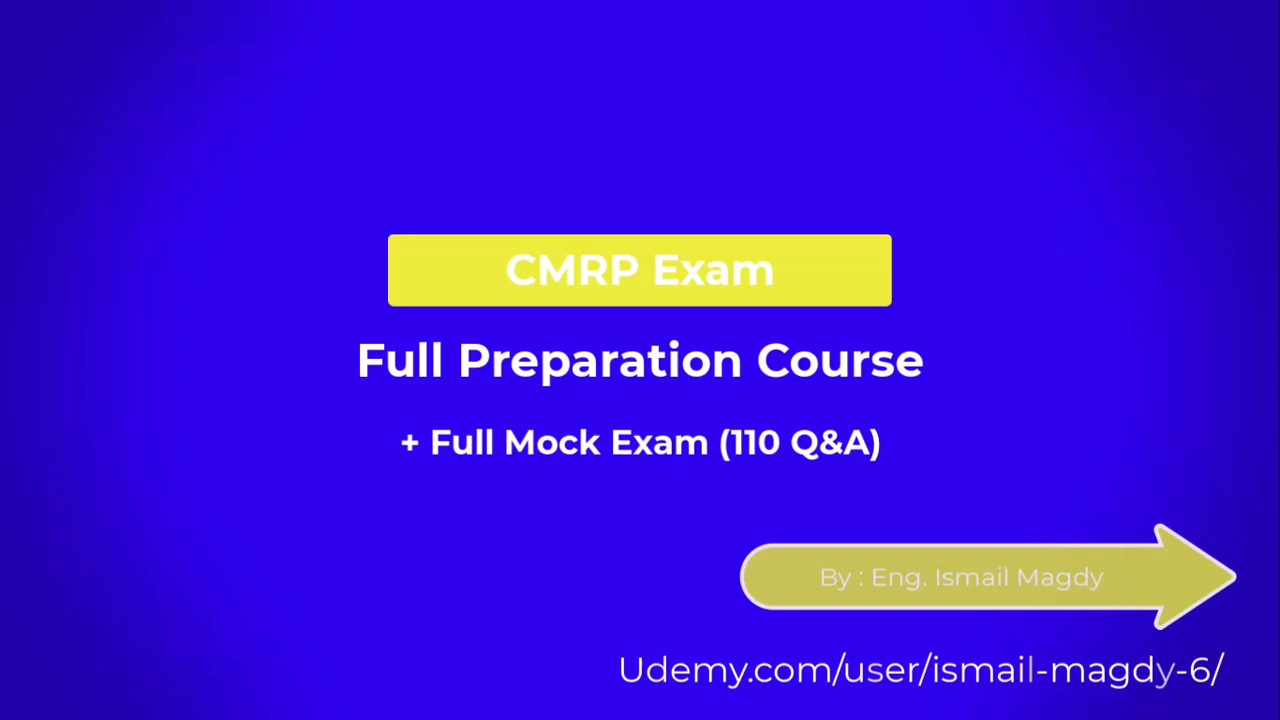 CMRP Exam
Full Preparation Course
+ Full Mock Exam (110 Q&A)
By : Eng. Ismail Magdy
Udemy.com/user/ismail-magdy-6/